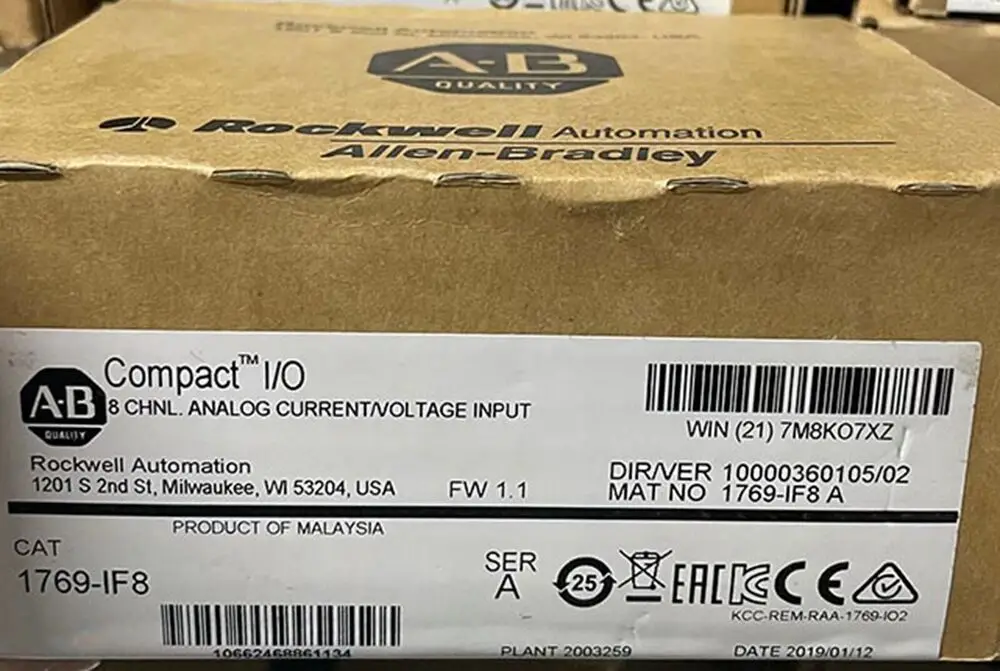 A·B
QUALITY
Rockwell Automation
Allen-Bradley
Compact™ I/O
A·B
QUALITY
8 CHNL. ANALOG CURRENT/VOLTAGE INPUT
WIN (21) 7M8KO7XZ
Rockwell Automation
1201 S 2nd St, Milwaukee, WI 53204, USA
FW 1.1
DIR/VER 10000360105/02
MAT NO 1769-IF8 A
PRODUCT OF MALAYSIA
CAT
1769-IF8
SER
A
25
EAC
CE
KCC-REM-RAA-1769-IO2
10662468861134
PLANT 2003259
DATE 2019/01/12